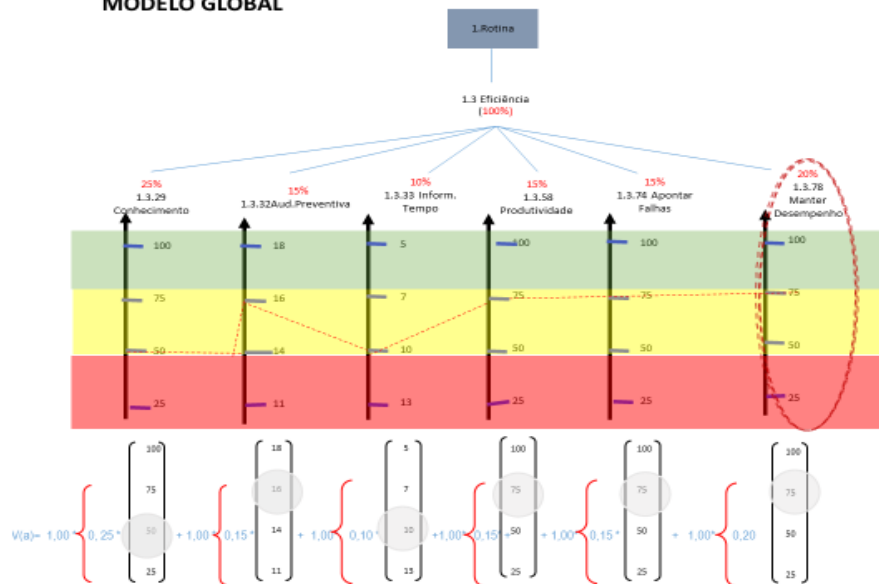 MODELO GLOBAL
1.Rotina
1.3 Eficiência
(100%)
25%
1.3.29
Conhecimento
15%
1.3.32Aud.Preventiva
10%
1.3.33 Inform.
Tempo
15%
1.3.58
Produtividade
15%
1.3.74 Apontar
Falhas
20%
1.3.78
Manter
Desempenho
100 18 5 100 100 100
75 16 7 75 75 75
50 14 10 50 50 50
25 11 13 25 25 25
100 18 5 100 100 100
75 16 7 75 75 75
V(a)= 1,00* 0,25* 50 + 1,00* 0,15* 14 + 1,00* 0,10* 10 +1,00* 0,15*+ 50 + 1,00* 0,15* 50 + 1,00* 0,20 50
25 11 13 25 25 25